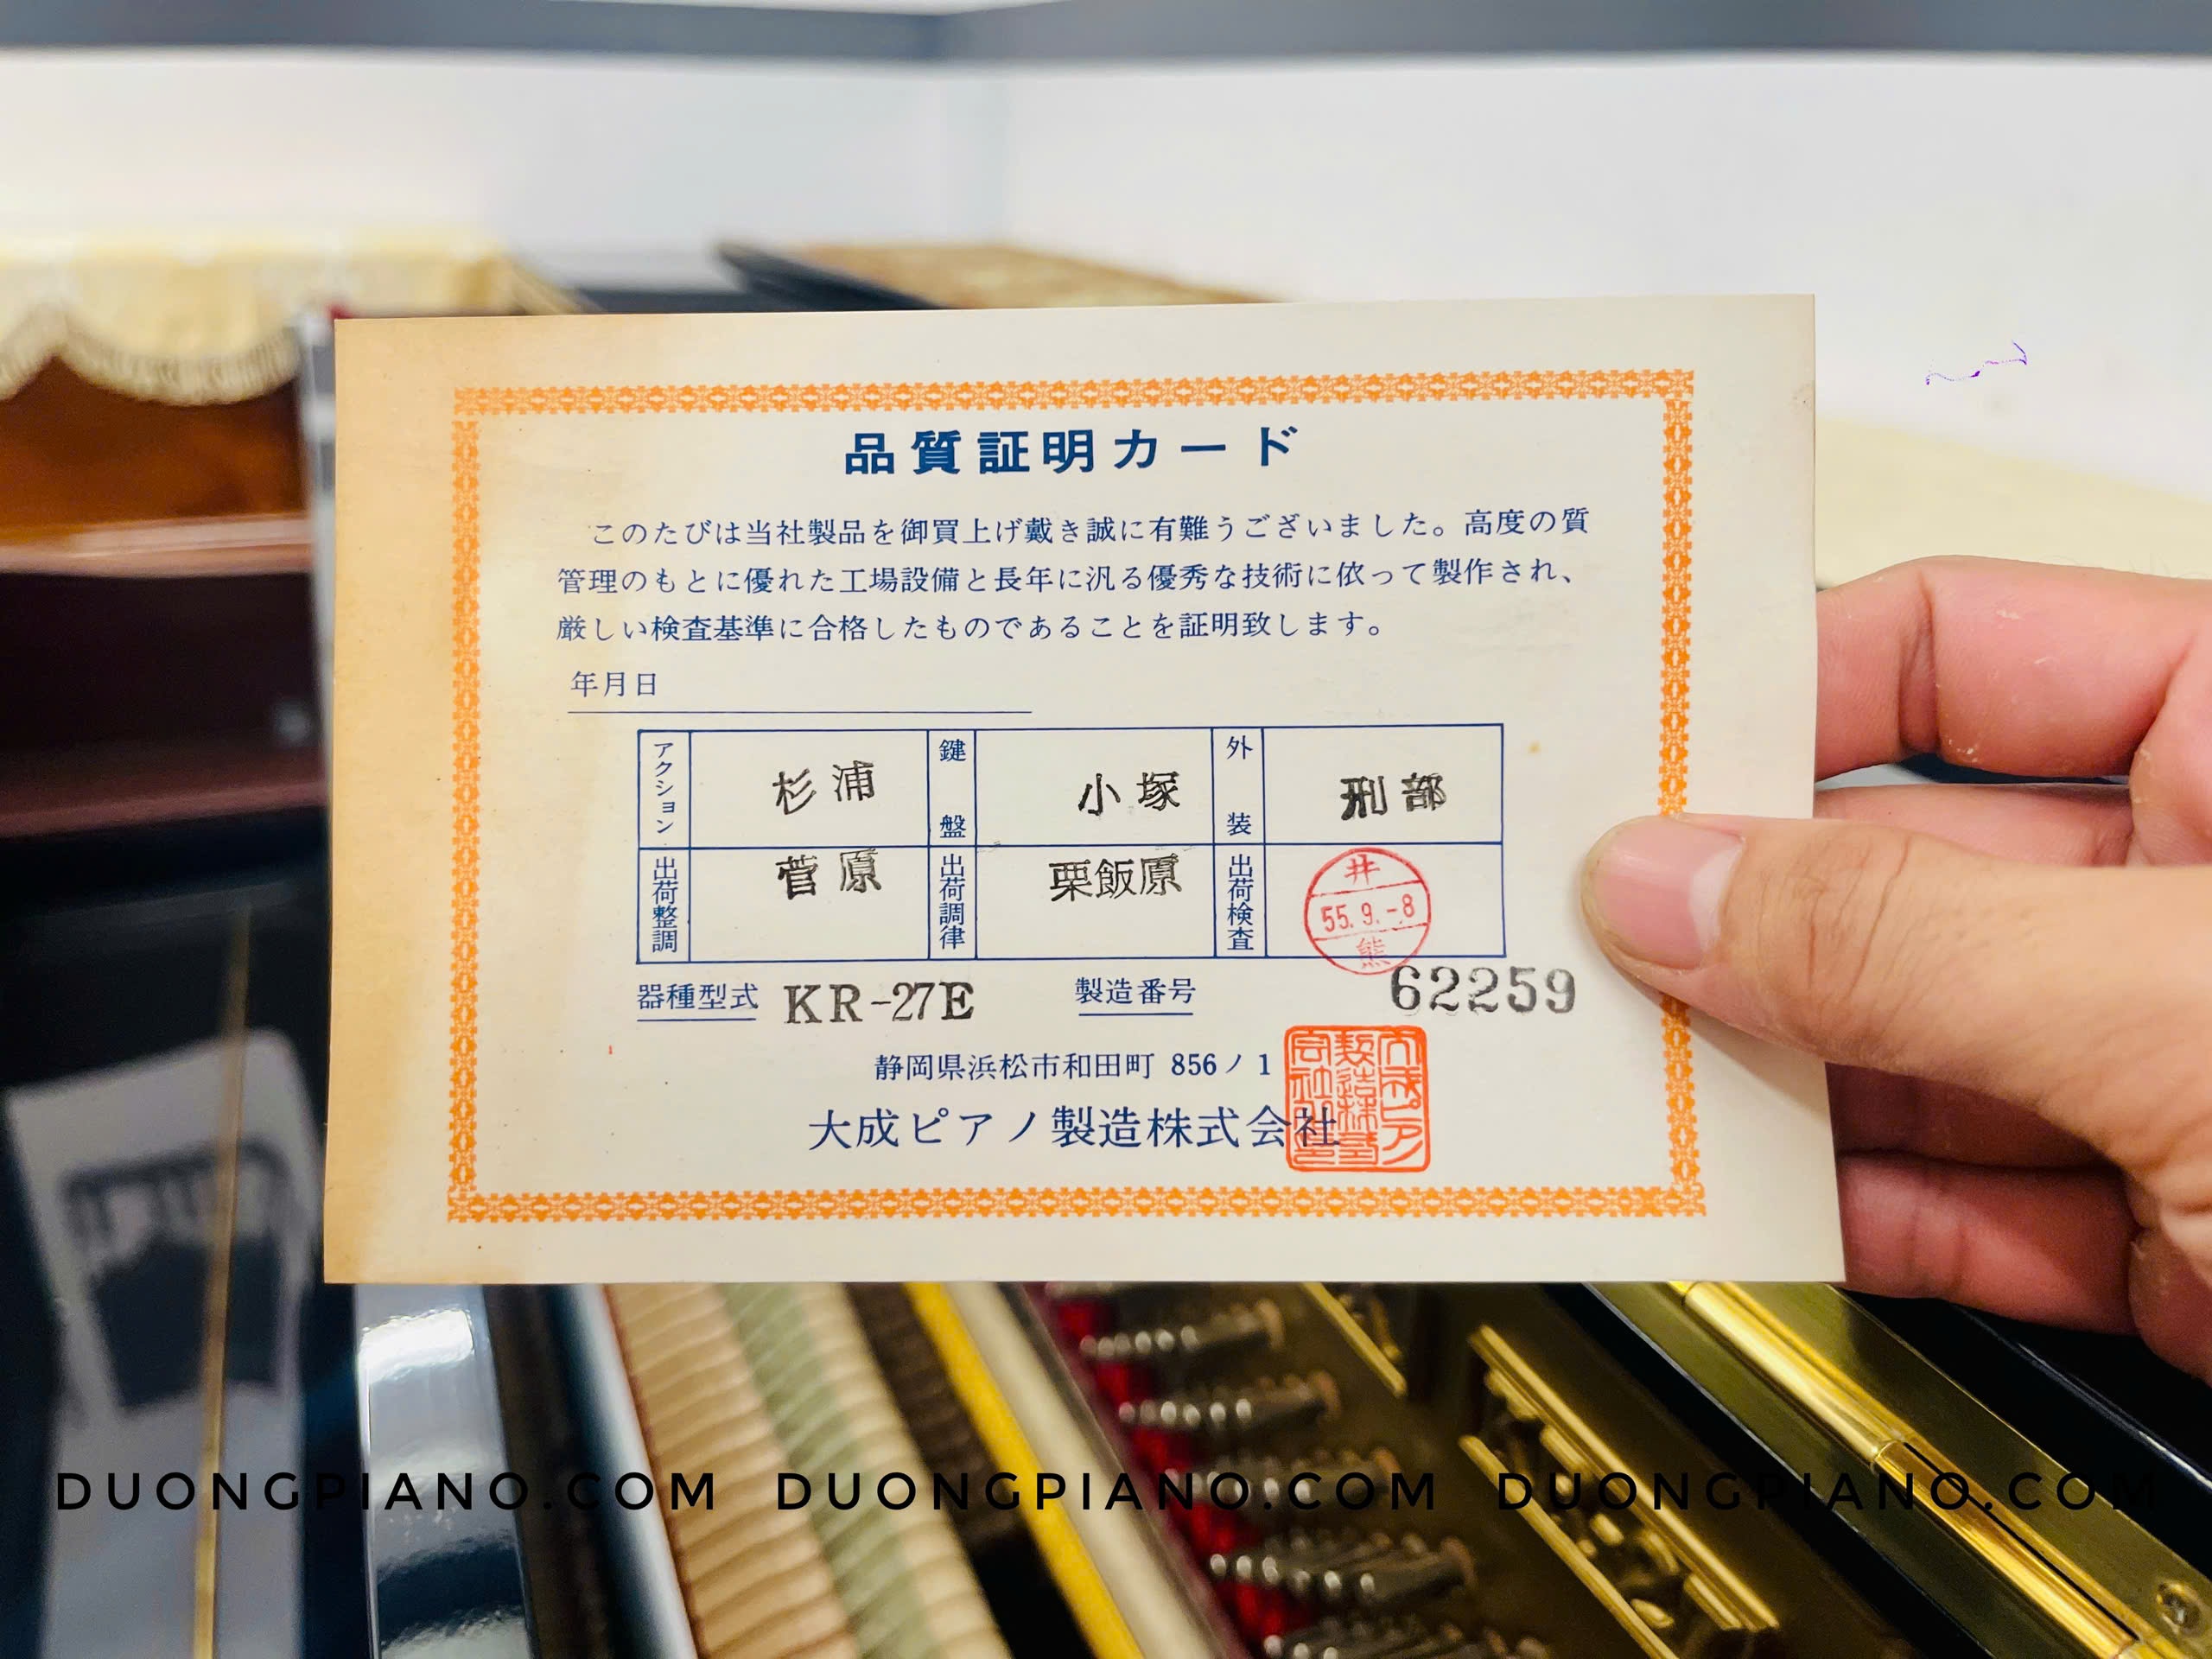 品質証明カード
このたびは当社製品を御買上げ戴き誠に有難うございました。高度の質
管理のもとに優れた工場設備と長年に汎る優秀な技術に依って製作され、
厳しい検査基準に合格したものであることを証明致します。
年月日
アクション 杉浦 鍵盤 小塚 外装 刑部
出荷整調 菅原 出荷調律 栗飯原 出荷検査 井 55.9.-8 熊
器種型式 KR-27E 製造番号 62259
静岡県浜松市和田町 856ノ1
大成ピアノ製造株式会社
DUONGPIANO.COM DUONGPIANO.COM DUONGPIANO.COM